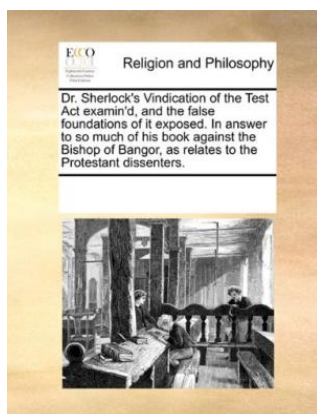 ECCO
Religion and Philosophy
Dr. Sherlock's Vindication of the Test
Act examin'd, and the false
foundations of it exposed. In answer
to so much of his book against the
Bishop of Bangor, as relates to the
Protestant dissenters.